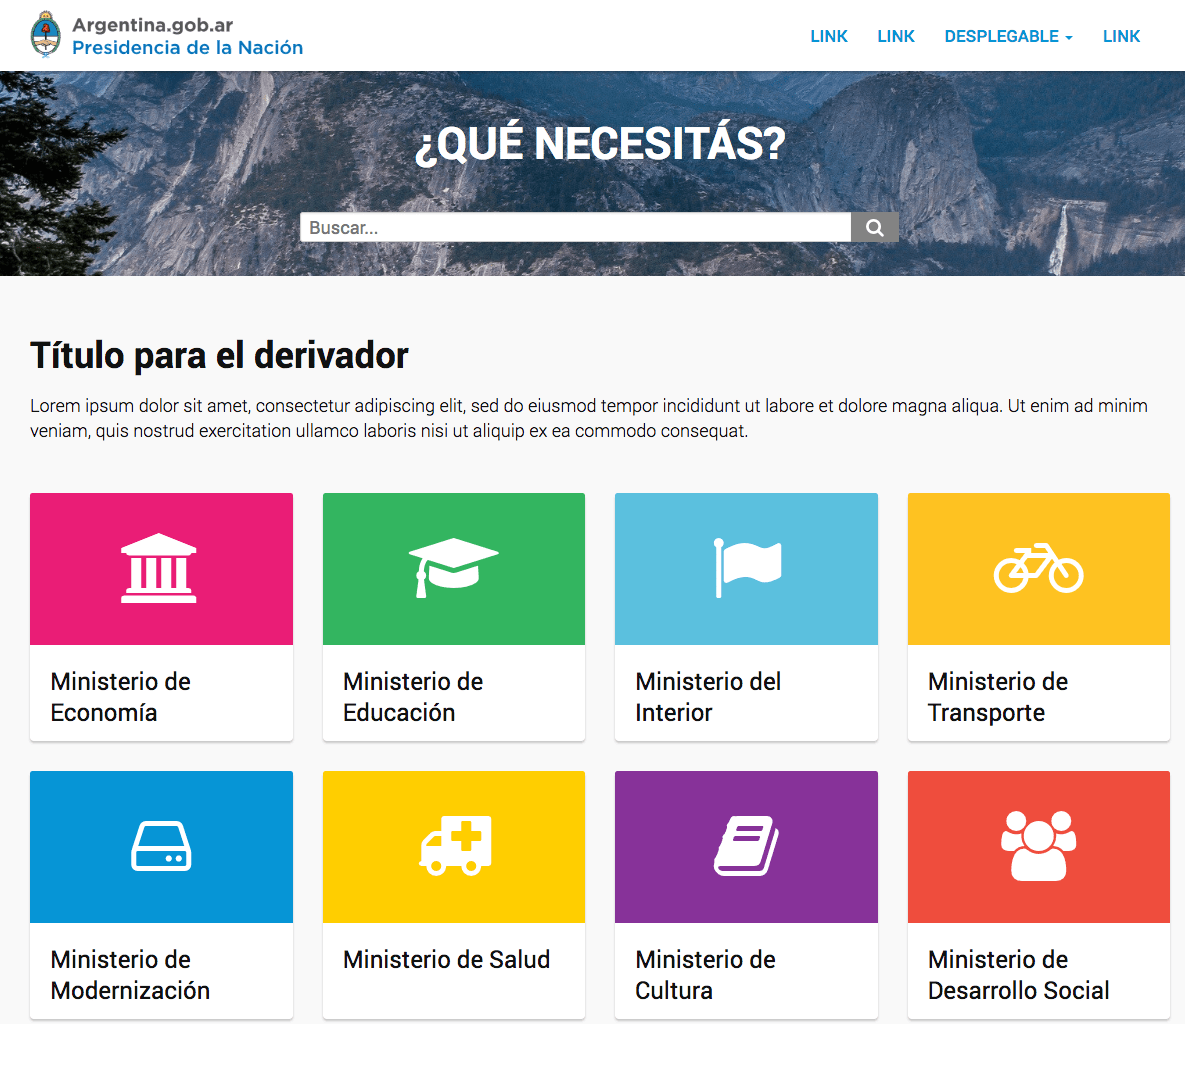 Argentina.gob.ar
Presidencia de la Nación
LINK LINK DESPLEGABLE LINK
¿QUÉ NECESITÁS?
Buscar...
Título para el derivador
Lorem ipsum dolor sit amet, consectetur adipiscing elit, sed do eiusmod tempor incididunt ut labore et dolore magna aliqua. Ut enim ad minim
veniam, quis nostrud exercitation ullamco laboris nisi ut aliquip ex ea commodo consequat.
Ministerio de
Economía
Ministerio de
Educación
Ministerio del
Interior
Ministerio de
Transporte
Ministerio de
Modernización
Ministerio de Salud
Ministerio de
Cultura
Ministerio de
Desarrollo Social